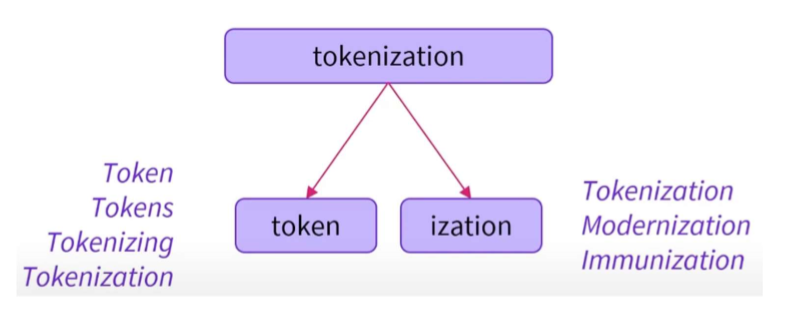 tokenization
Token
Tokens
Tokenizing
Tokenization
token
ization
Tokenization
Modernization
Immunization